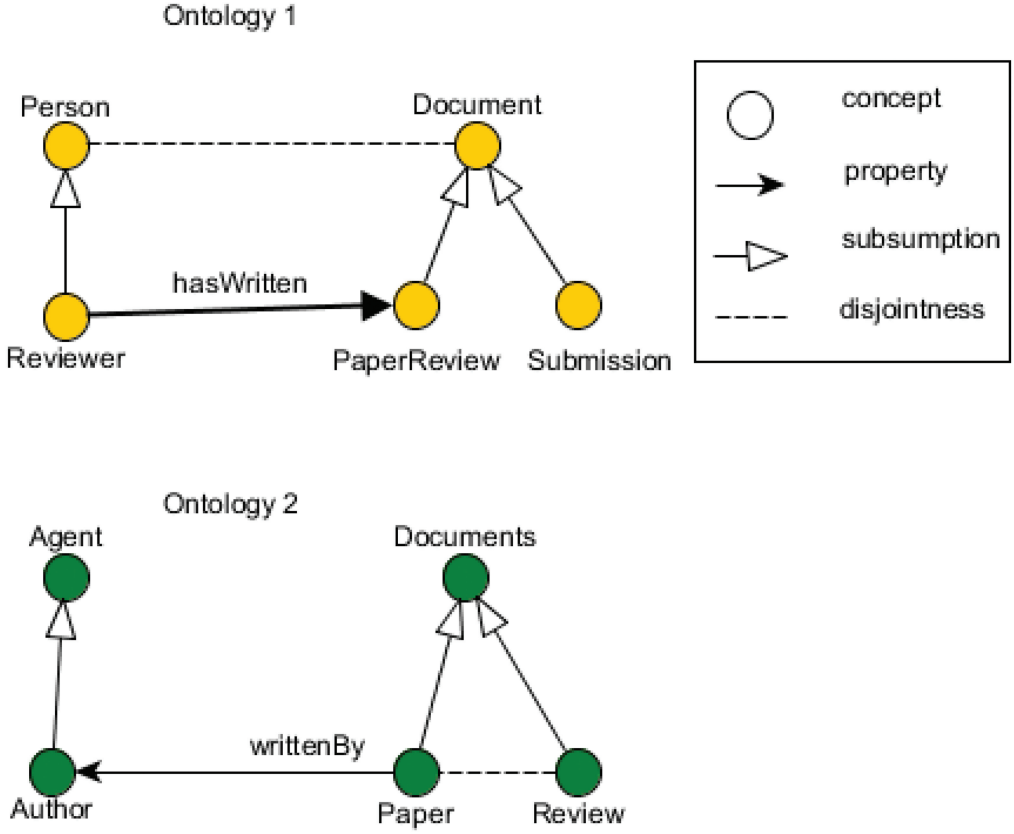 Ontology 1
Person
Document
hasWritten
Reviewer
PaperReview
Submission
concept
property
subsumption
disjointness
Ontology 2
Agent
Documents
writtenBy
Author
Paper
Review